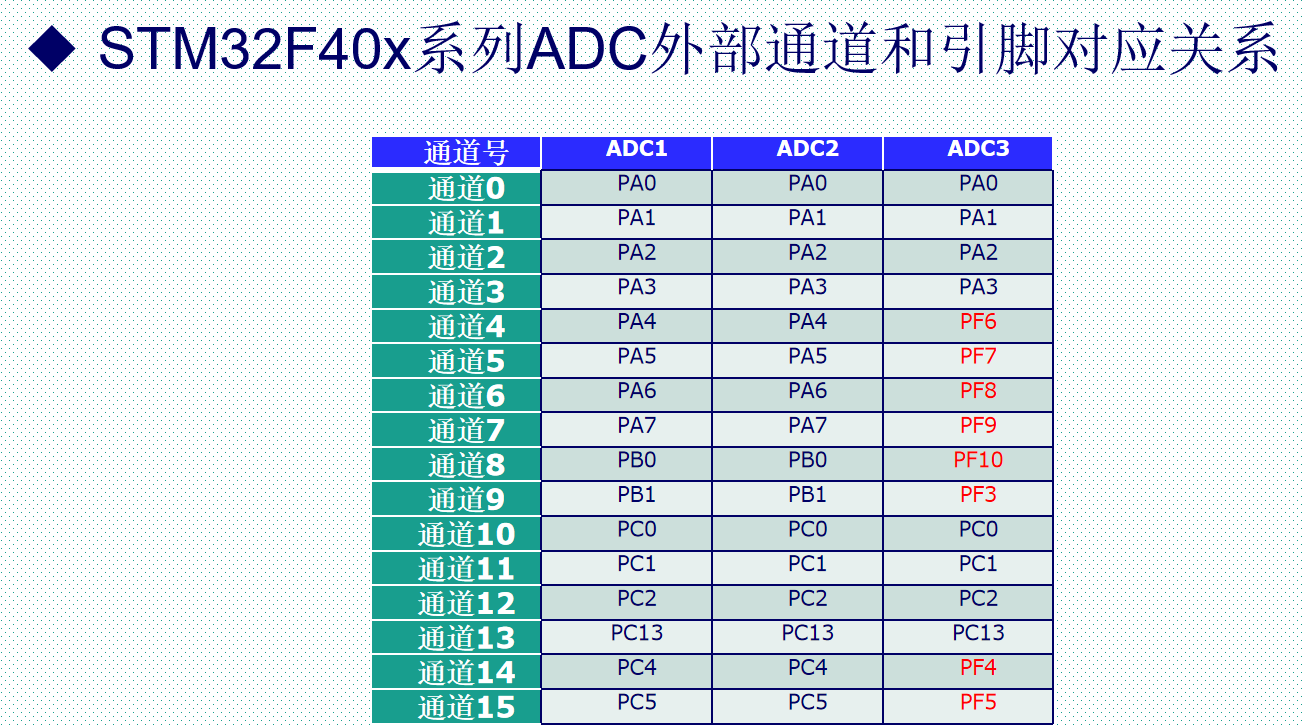 STM32F40x系列ADC外部通道和引脚对应关系
通道号 ADC1 ADC2 ADC3
通道0 PA0 PA0 PA0
通道1 PA1 PA1 PA1
通道2 PA2 PA2 PA2
通道3 PA3 PA3 PA3
通道4 PA4 PA4 PF6
通道5 PA5 PA5 PF7
通道6 PA6 PA6 PF8
通道7 PA7 PA7 PF9
通道8 PB0 PB0 PF10
通道9 PB1 PB1 PF3
通道10 PC0 PC0 PC0
通道11 PC1 PC1 PC1
通道12 PC2 PC2 PC2
通道13 PC13 PC13 PC13
通道14 PC4 PC4 PF4
通道15 PC5 PC5 PF5